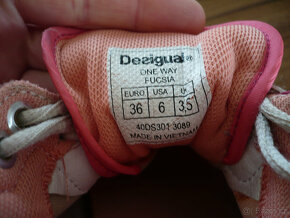 Desigual®
ONE WAY
FUCSIA
EURO USA UK
36 6 3.5
40DS301 3089
MADE IN VIETNAM